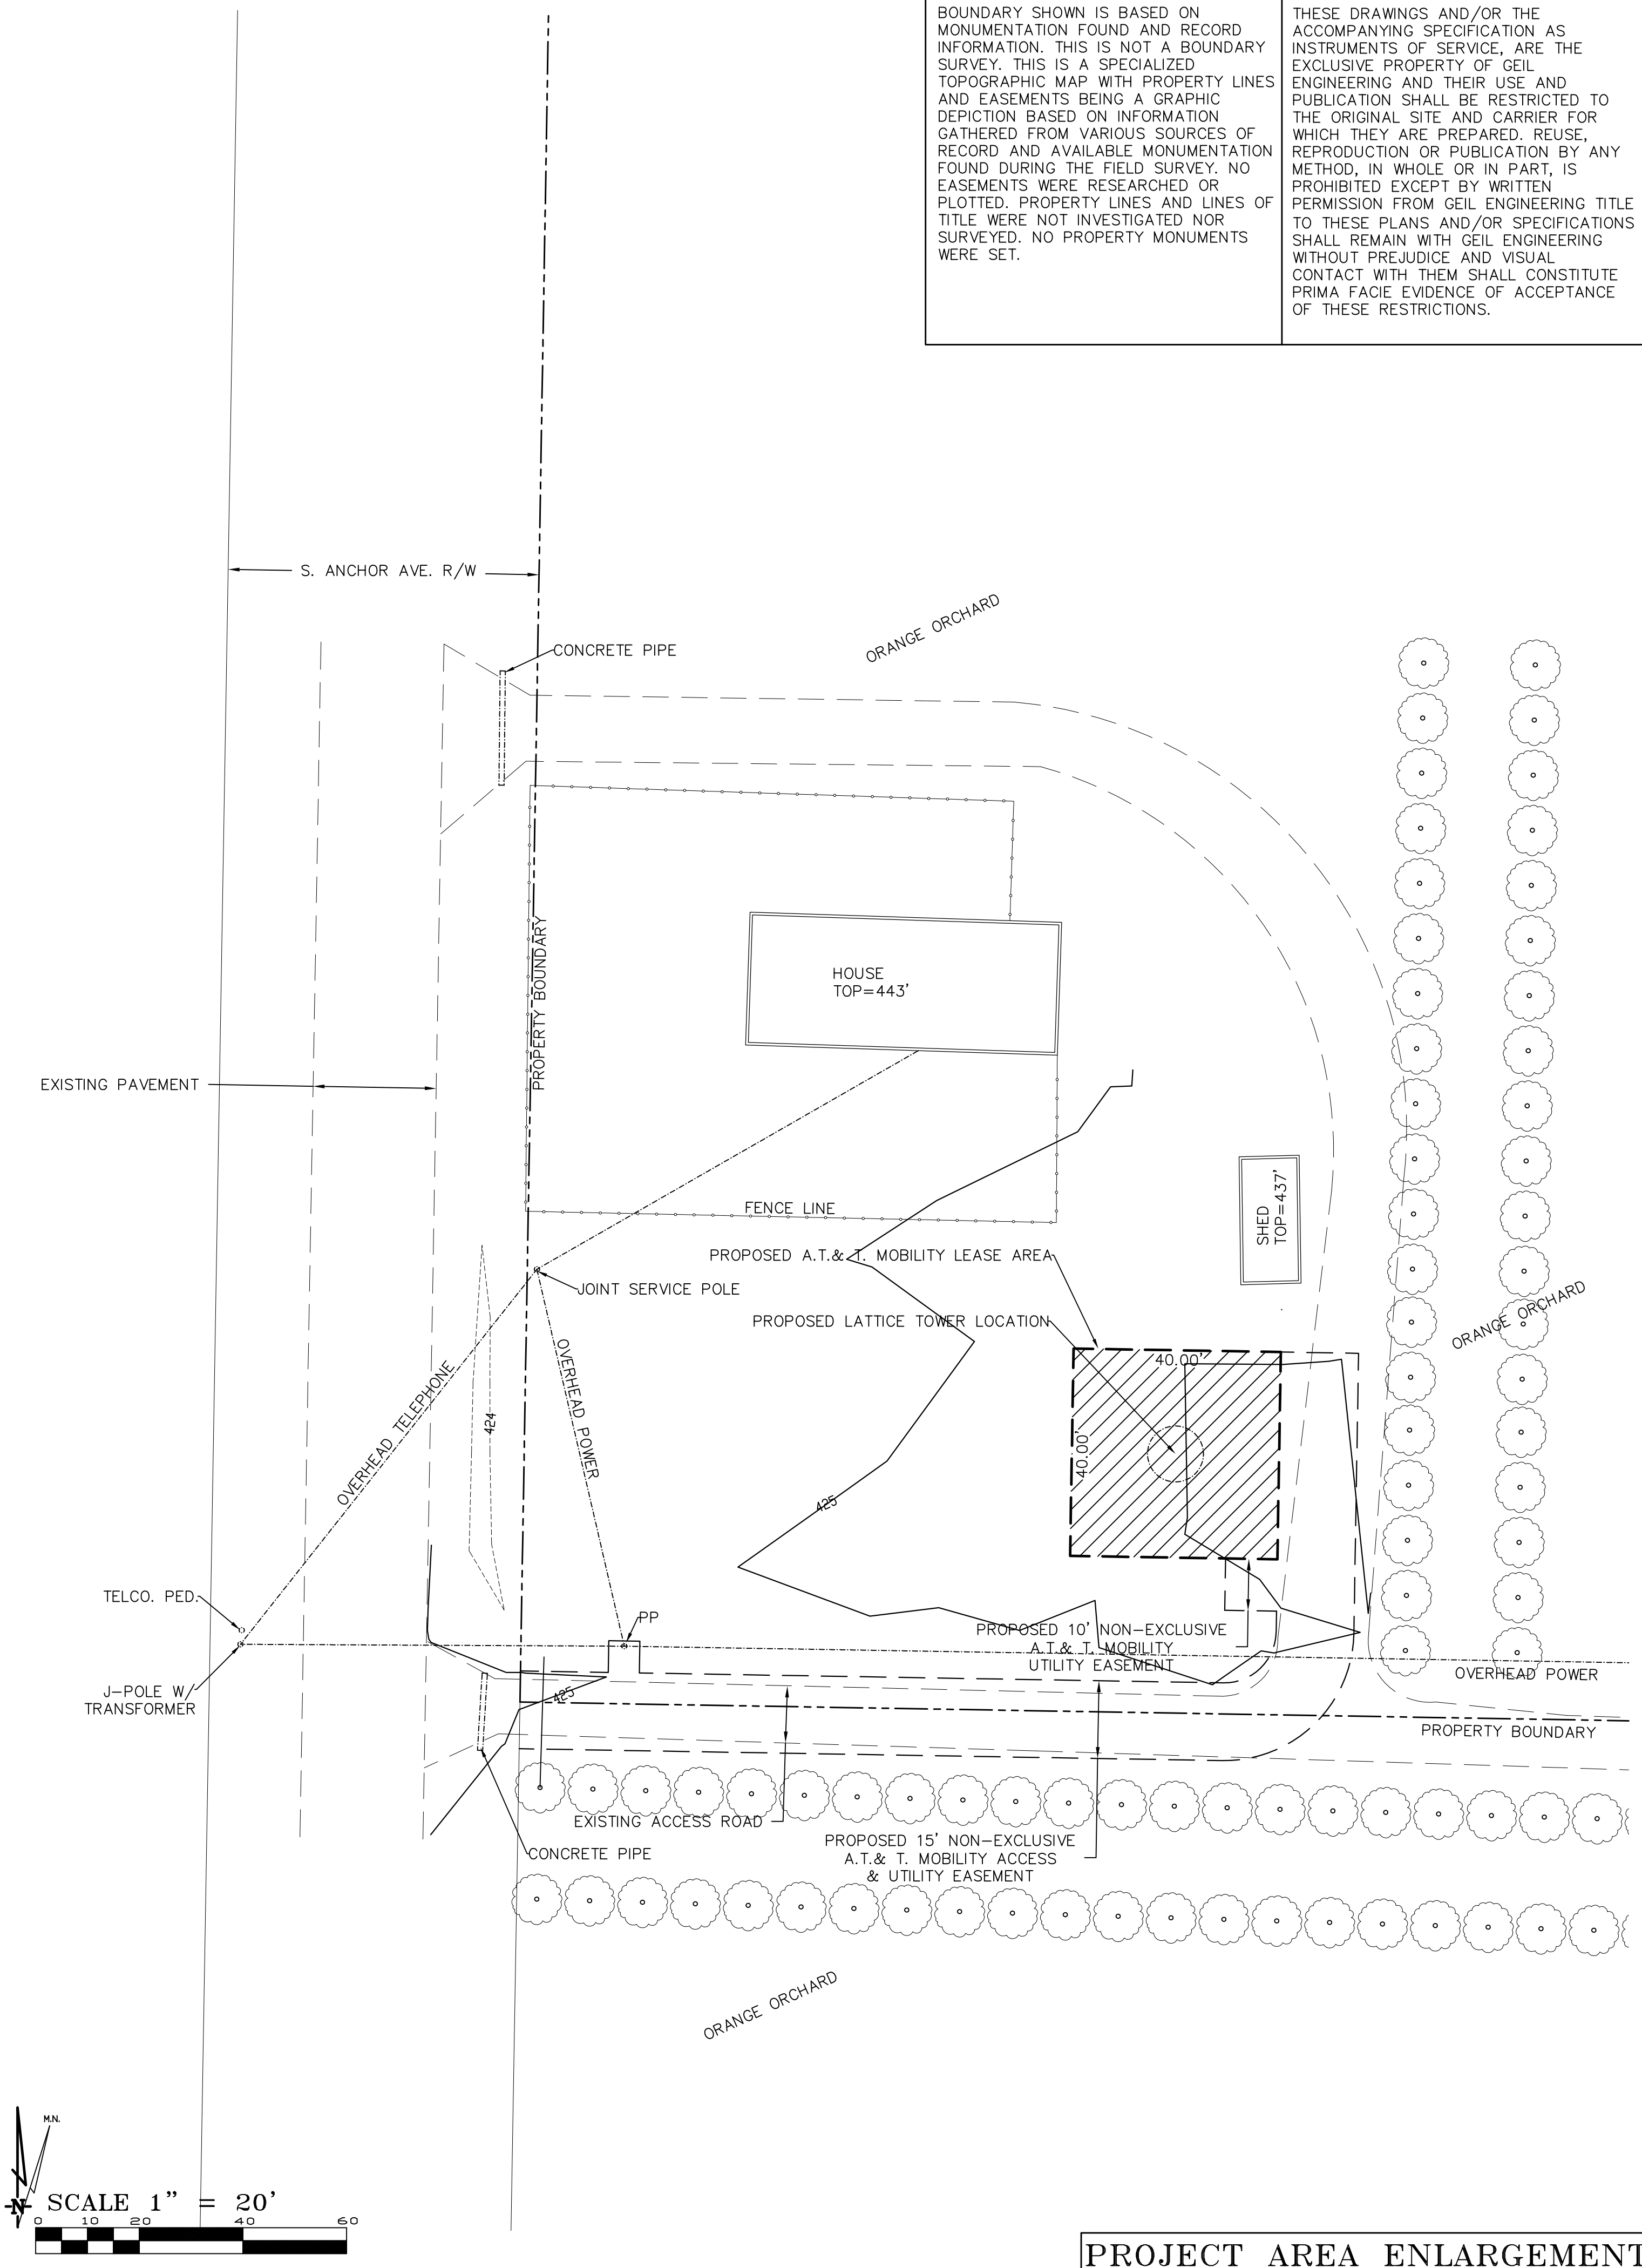 BOUNDARY SHOWN IS BASED ON
MONUMENTATION FOUND AND RECORD
INFORMATION. THIS IS NOT A BOUNDARY
SURVEY. THIS IS A SPECIALIZED
TOPOGRAPHIC MAP WITH PROPERTY LINES
AND EASEMENTS BEING A GRAPHIC
DEPICTION BASED ON INFORMATION
GATHERED FROM VARIOUS SOURCES OF
RECORD AND AVAILABLE MONUMENTATION
FOUND DURING THE FIELD SURVEY. NO
EASEMENTS WERE RESEARCHED OR
PLOTTED. PROPERTY LINES AND LINES OF
TITLE WERE NOT INVESTIGATED NOR
SURVEYED. NO PROPERTY MONUMENTS
WERE SET.
THESE DRAWINGS AND/OR THE
ACCOMPANYING SPECIFICATION AS
INSTRUMENTS OF SERVICE, ARE THE
EXCLUSIVE PROPERTY OF GEIL
ENGINEERING AND THEIR USE AND
PUBLICATION SHALL BE RESTRICTED TO
THE ORIGINAL SITE AND CARRIER FOR
WHICH THEY ARE PREPARED. REUSE,
REPRODUCTION OR PUBLICATION BY ANY
METHOD, IN WHOLE OR IN PART, IS
PROHIBITED EXCEPT BY WRITTEN
PERMISSION FROM GEIL ENGINEERING TITLE
TO THESE PLANS AND/OR SPECIFICATIONS
SHALL REMAIN WITH GEIL ENGINEERING
WITHOUT PREJUDICE AND VISUAL
CONTACT WITH THEM SHALL CONSTITUTE
PRIMA FACIE EVIDENCE OF ACCEPTANCE
OF THESE RESTRICTIONS.
S. ANCHOR AVE. R/W
ORANGE ORCHARD
CONCRETE PIPE
PROPERTY BOUNDARY
HOUSE
TOP=443'
EXISTING PAVEMENT
SHED
TOP=437'
FENCE LINE
PROPOSED A.T.& T. MOBILITY LEASE AREA
JOINT SERVICE POLE
PROPOSED LATTICE TOWER LOCATION
ORANGE ORCHARD
40.00'
40.00'
OVERHEAD TELEPHONE
OVERHEAD POWER
424
425
TELCO. PED.
PP
PROPOSED 10' NON-EXCLUSIVE
A.T.& T. MOBILITY
UTILITY EASEMENT
OVERHEAD POWER
J-POLE W/
TRANSFORMER
425
PROPERTY BOUNDARY
EXISTING ACCESS ROAD
PROPOSED 15' NON-EXCLUSIVE
A.T.& T. MOBILITY ACCESS
& UTILITY EASEMENT
CONCRETE PIPE
ORANGE ORCHARD
M.N.
N
SCALE 1" = 20'
0 10 20 40 60
PROJECT AREA ENLARGEMENT